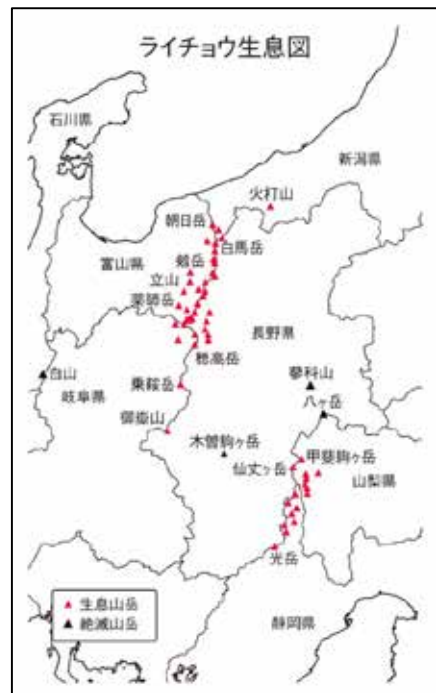 ライチョウ生息図
石川県
新潟県
火打山
朝日岳
白馬岳
富山県
剱岳
立山
薬師岳
長野県
穂高岳
白山
岐阜県
乗鞍岳
蓼科山
八ヶ岳
御嶽山
木曽駒ヶ岳
仙丈ヶ岳
甲斐駒ヶ岳
山梨県
光岳
静岡県
生息山岳
絶滅山岳